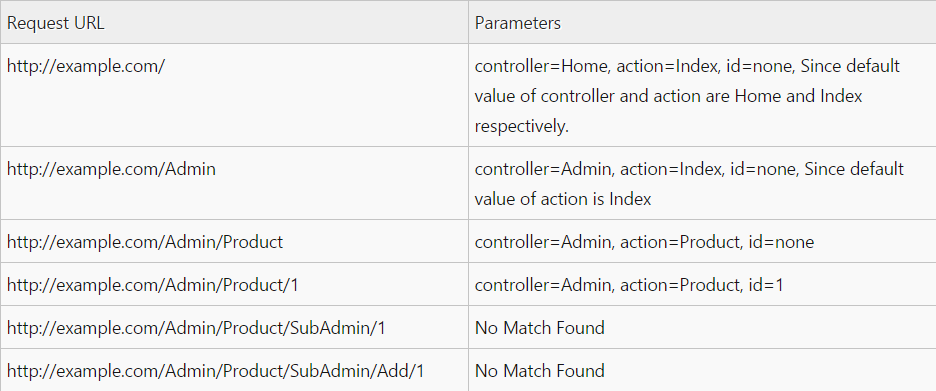 Request URL
Parameters
http://example.com/
controller=Home, action=Index, id=none, Since default
value of controller and action are Home and Index
respectively.
http://example.com/Admin
controller=Admin, action=Index, id=none, Since default
value of action is Index
http://example.com/Admin/Product
controller=Admin, action=Product, id=none
http://example.com/Admin/Product/1
controller=Admin, action=Product, id=1
http://example.com/Admin/Product/SubAdmin/1
No Match Found
http://example.com/Admin/Product/SubAdmin/Add/1
No Match Found